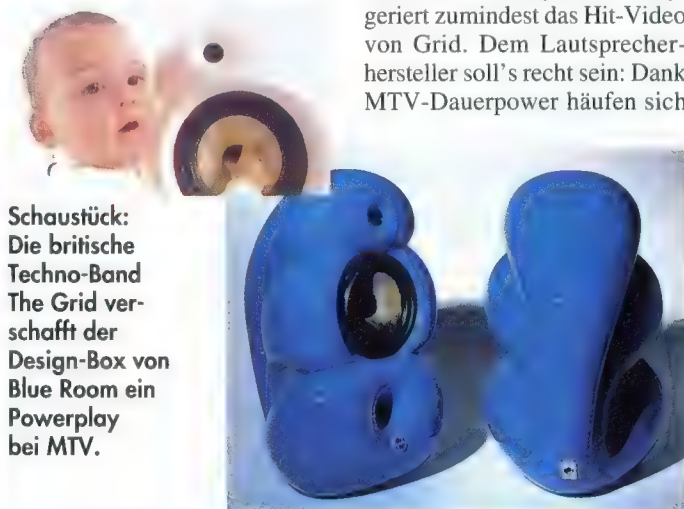 geriert zumindest das Hit-Video
von Grid. Dem Lautsprecher-
hersteller soll's recht sein: Dank
MTV-Dauerpower häufen sich
Schaustück:
Die britische
Techno-Band
The Grid ver-
schafft der
Design-Box von
Blue Room ein
Powerplay
bei MTV.